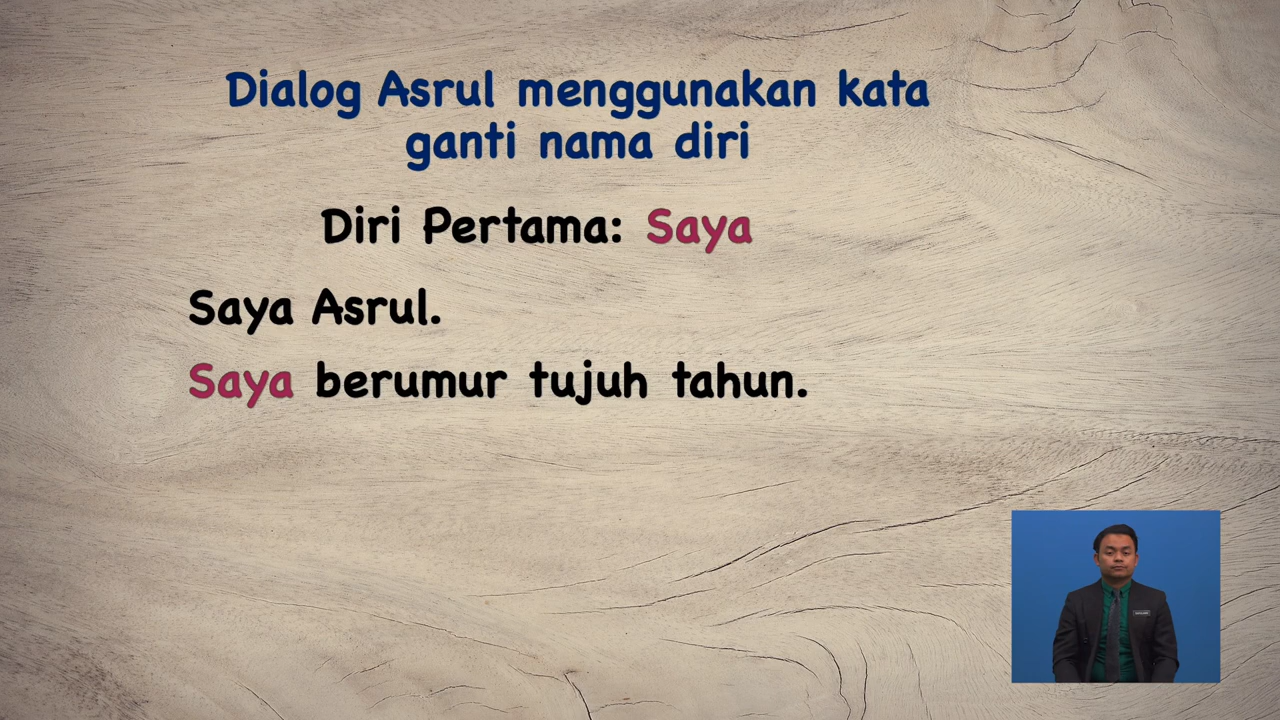 Dialog Asrul menggunakan kata
ganti nama diri
Diri Pertama: Saya
Saya Asrul.
Saya berumur tujuh tahun.